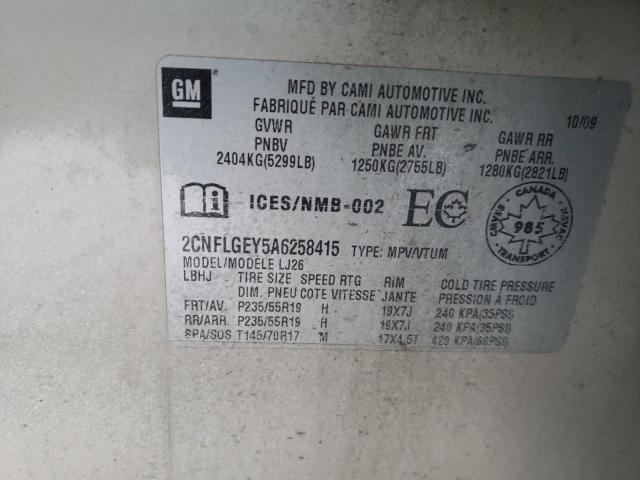 GM
MFD BY CAMI AUTOMOTIVE INC.
FABRIQUÉ PAR CAMI AUTOMOTIVE INC.
10/09
GVWR GAWR FRT GAWR RR
PNBV PNBE AV. PNBE ARR.
2404KG(5299LB) 1250KG(2755LB) 1280KG(2821LB)
ICES/NMB-002 EC
CANADA
985
TRANSPORT
2CNFLGEY5A6258415 TYPE: MPV/VTUM
MODEL/MODÈLE LJ26
LBHJ TIRE SIZE SPEED RTG RIM COLD TIRE PRESSURE
DIM. PNEU COTE VITESSE JANTE PRESSION À FROID
FRT/AV. P235/55R19 H 19X7J 240 KPA/35PSI
RR/ARR. P235/55R19 H 19X7J 240 KPA/35PSI
SPA/SOS T145/70R17 M 17X4.5T 420 KPA/60PSI